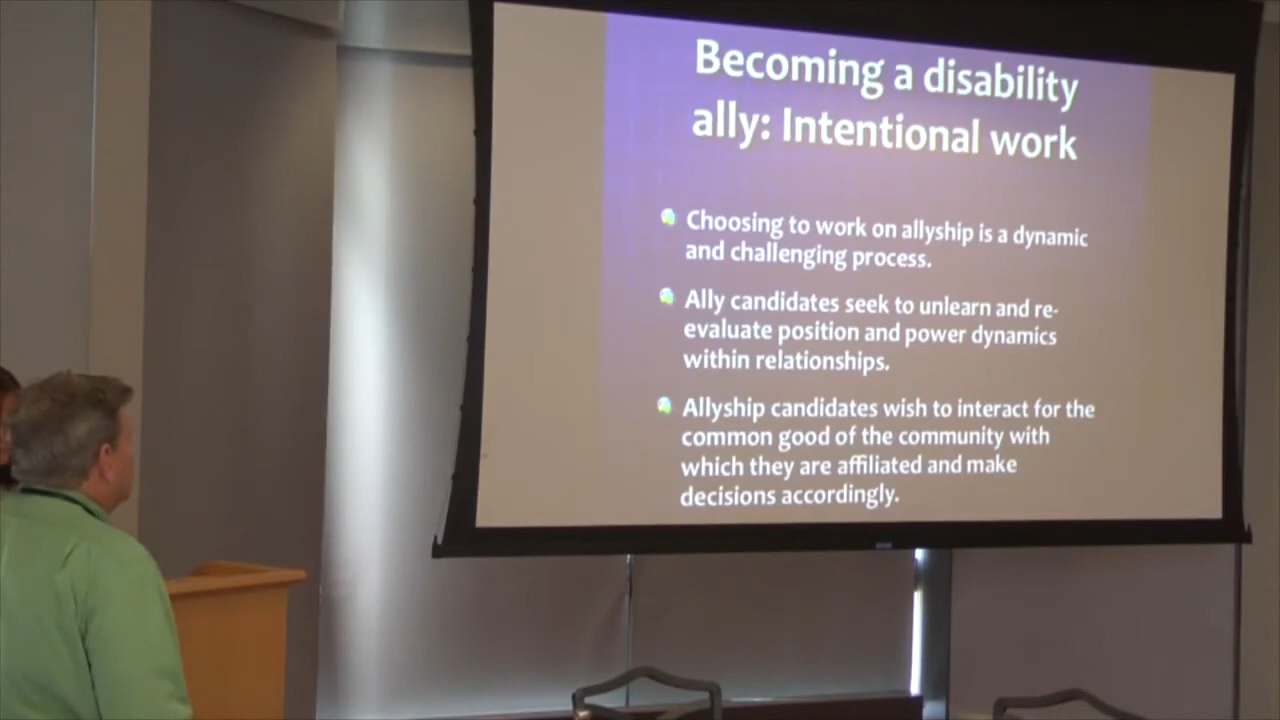 Becoming a disability
ally: Intentional work
Choosing to work on allyship is a dynamic
and challenging process.
Ally candidates seek to unlearn and re-
evaluate position and power dynamics
within relationships.
Allyship candidates wish to interact for the
common good of the community with
which they are affiliated and make
decisions accordingly.